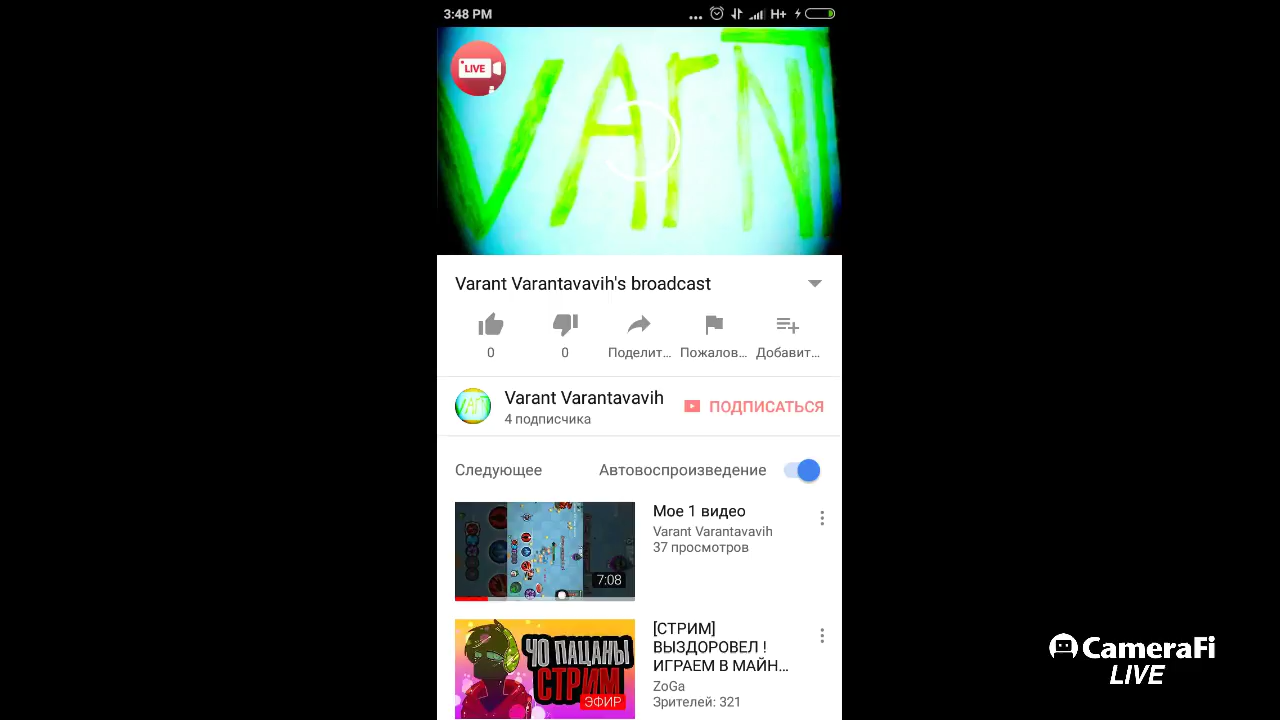 3:48 PM
H+
LIVE
VArNT
Varant Varantavavih's broadcast
0
0
Поделит...
Пожалов...
Добавит...
Varant Varantavavih
4 подписчика
ПОДПИСАТЬСЯ
VArNT
Следующее
Автовоспроизведение
Мое 1 видео
Varant Varantavavih
37 просмотров
7:08
[СТРИМ]
ВЫЗДОРОВЕЛ !
ИГРАЕМ В МАЙН...
ZoGa
Зрителей: 321
ЧО ПАЦАНЫ
СТРИМ
ЭФИР
CameraFi
LIVE